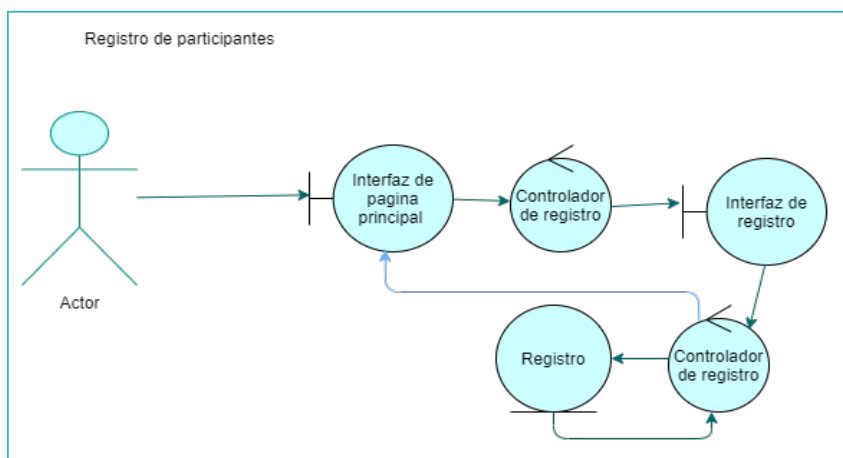 Registro de participantes
Actor
Interfaz de
pagina
principal
Controlador
de registro
Interfaz de
registro
Registro
Controlador
de registro